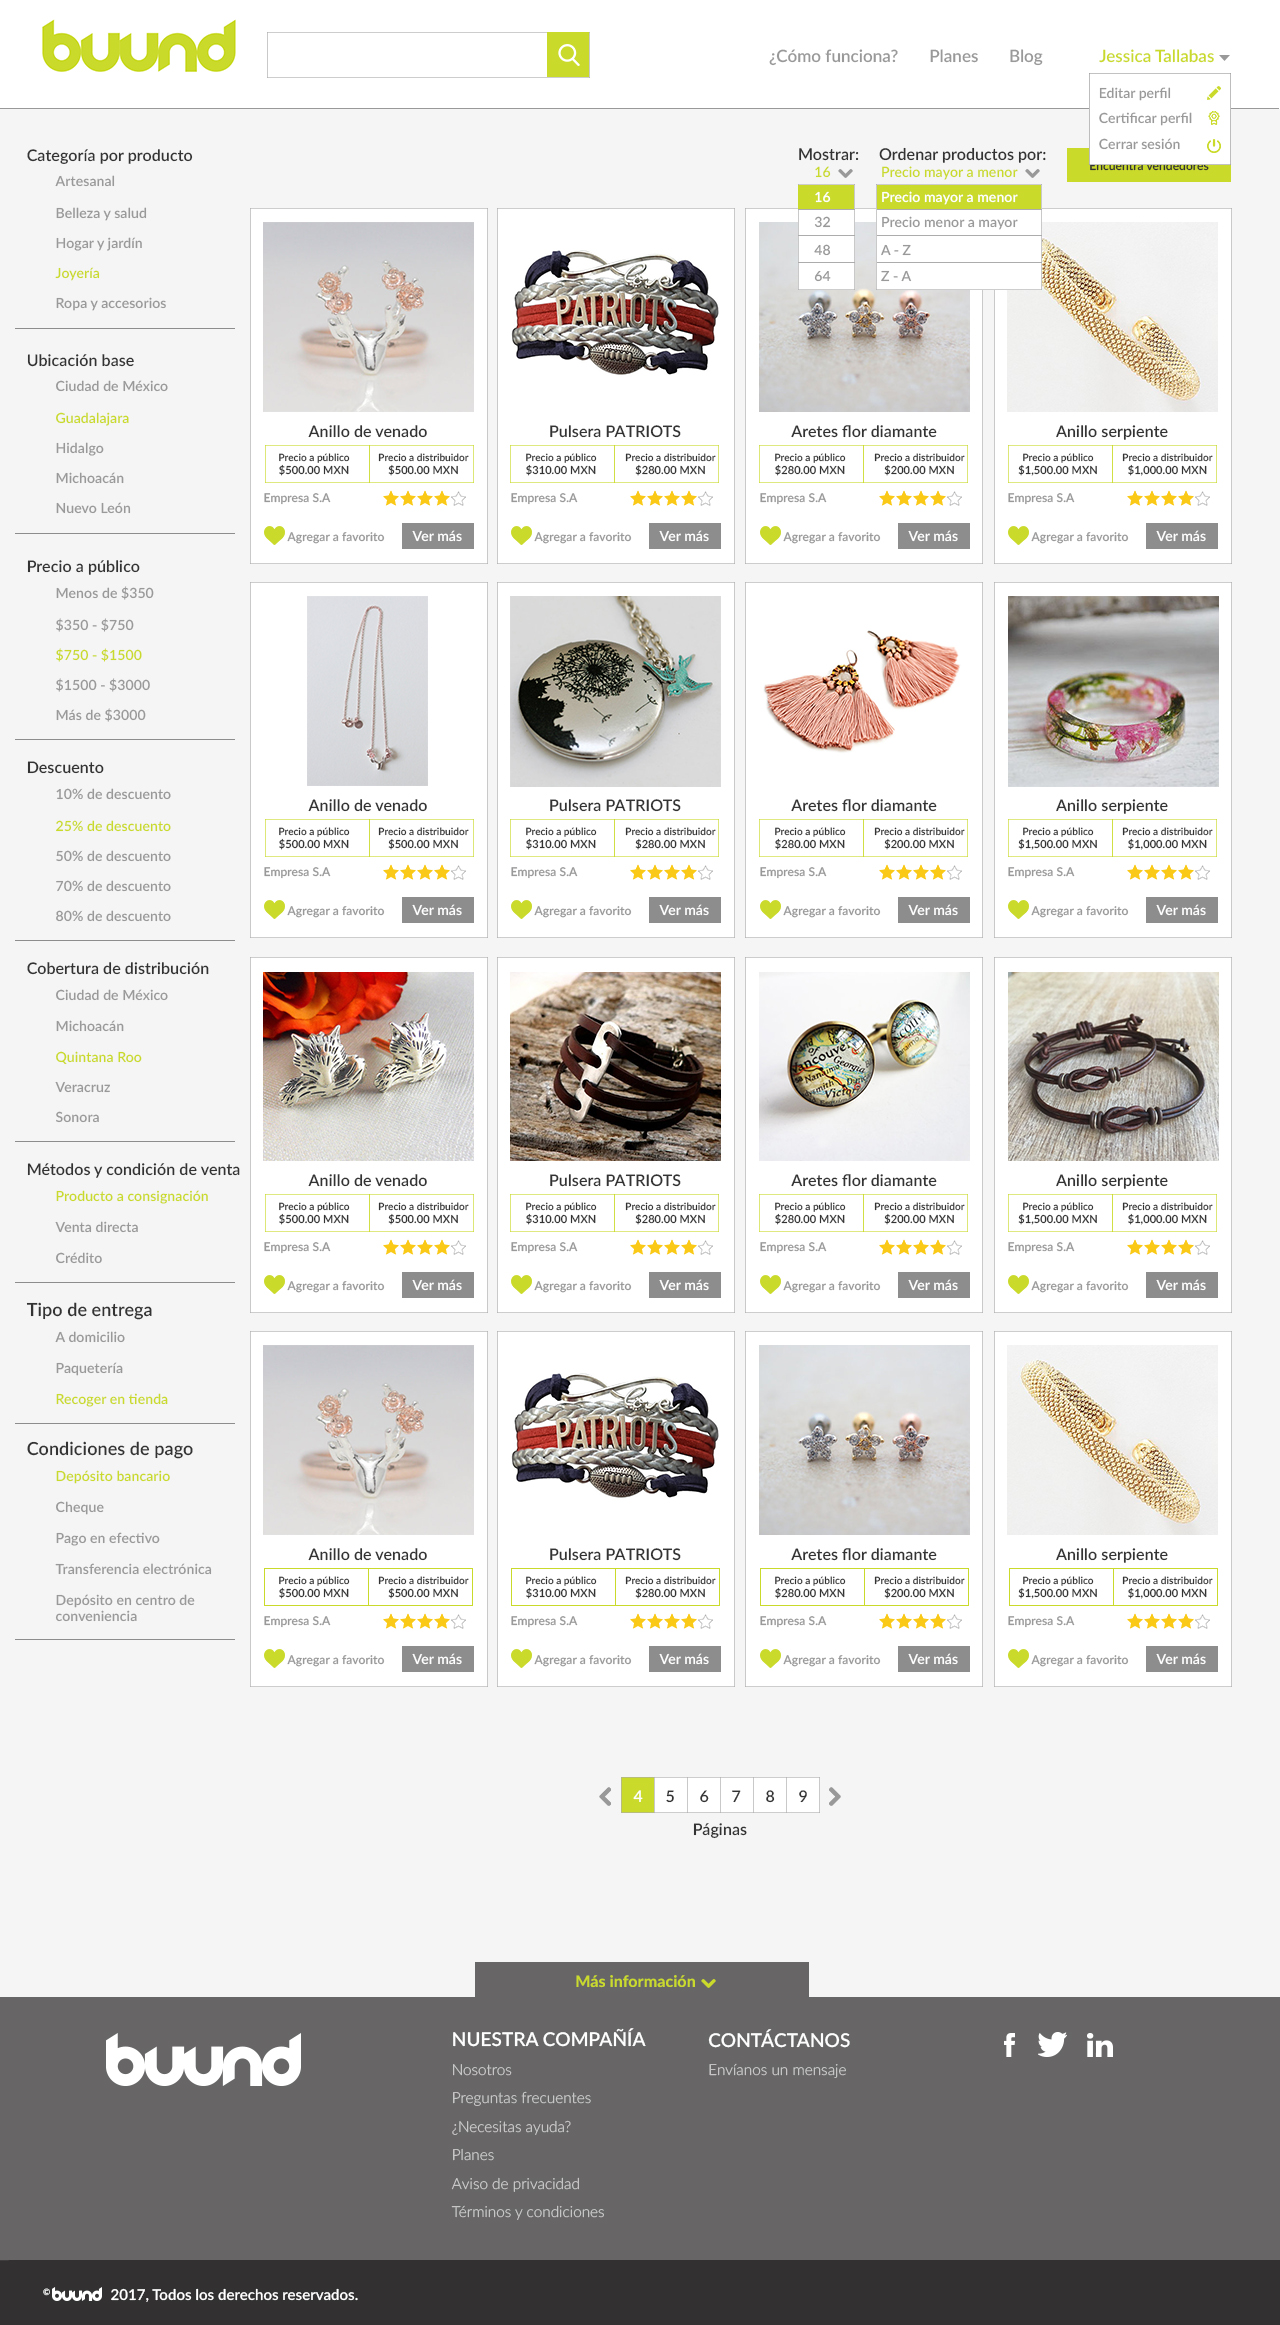 buund
¿Cómo funciona? Planes Blog Jessica Tallabas
Editar perfil
Certificar perfil
Cerrar sesión
Encuentra vendedores
Mostrar: Ordenar productos por:
16 Precio mayor a menor
16 Precio mayor a menor
32 Precio menor a mayor
48 A - Z
64 Z - A
Categoría por producto
Artesanal
Belleza y salud
Hogar y jardín
Joyería
Ropa y accesorios
Ubicación base
Ciudad de México
Guadalajara
Hidalgo
Michoacán
Nuevo León
Precio a público
Menos de $350
$350 - $750
$750 - $1500
$1500 - $3000
Más de $3000
Descuento
10% de descuento
25% de descuento
50% de descuento
70% de descuento
80% de descuento
Cobertura de distribución
Ciudad de México
Michoacán
Quintana Roo
Veracruz
Sonora
Métodos y condición de venta
Producto a consignación
Venta directa
Crédito
Tipo de entrega
A domicilio
Paquetería
Recoger en tienda
Condiciones de pago
Depósito bancario
Cheque
Pago en efectivo
Transferencia electrónica
Depósito en centro de
conveniencia
love
PATRIOTS
Anillo de venado Pulsera PATRIOTS Aretes flor diamante Anillo serpiente
Precio a público Precio a distribuidor Precio a público Precio a distribuidor Precio a público Precio a distribuidor Precio a público Precio a distribuidor
$500.00 MXN $500.00 MXN $310.00 MXN $280.00 MXN $280.00 MXN $200.00 MXN $1,500.00 MXN $1,000.00 MXN
Empresa S.A Empresa S.A Empresa S.A Empresa S.A
Agregar a favorito Ver más Agregar a favorito Ver más Agregar a favorito Ver más Agregar a favorito Ver más
Anillo de venado Pulsera PATRIOTS Aretes flor diamante Anillo serpiente
Precio a público Precio a distribuidor Precio a público Precio a distribuidor Precio a público Precio a distribuidor Precio a público Precio a distribuidor
$500.00 MXN $500.00 MXN $310.00 MXN $280.00 MXN $280.00 MXN $200.00 MXN $1,500.00 MXN $1,000.00 MXN
Empresa S.A Empresa S.A Empresa S.A Empresa S.A
Agregar a favorito Ver más Agregar a favorito Ver más Agregar a favorito Ver más Agregar a favorito Ver más
Vancouver
Georgia
Anillo de venado Pulsera PATRIOTS Aretes flor diamante Anillo serpiente
Precio a público Precio a distribuidor Precio a público Precio a distribuidor Precio a público Precio a distribuidor Precio a público Precio a distribuidor
$500.00 MXN $500.00 MXN $310.00 MXN $280.00 MXN $280.00 MXN $200.00 MXN $1,500.00 MXN $1,000.00 MXN
Empresa S.A Empresa S.A Empresa S.A Empresa S.A
Agregar a favorito Ver más Agregar a favorito Ver más Agregar a favorito Ver más Agregar a favorito Ver más
love
PATRIOTS
Anillo de venado Pulsera PATRIOTS Aretes flor diamante Anillo serpiente
Precio a público Precio a distribuidor Precio a público Precio a distribuidor Precio a público Precio a distribuidor Precio a público Precio a distribuidor
$500.00 MXN $500.00 MXN $310.00 MXN $280.00 MXN $280.00 MXN $200.00 MXN $1,500.00 MXN $1,000.00 MXN
Empresa S.A Empresa S.A Empresa S.A Empresa S.A
Agregar a favorito Ver más Agregar a favorito Ver más Agregar a favorito Ver más Agregar a favorito Ver más
4 5 6 7 8 9
Páginas
Más información
buund
NUESTRA COMPAÑÍA
Nosotros
Preguntas frecuentes
¿Necesitas ayuda?
Planes
Aviso de privacidad
Términos y condiciones
CONTÁCTANOS
Envíanos un mensaje
f in
©buund 2017, Todos los derechos reservados.